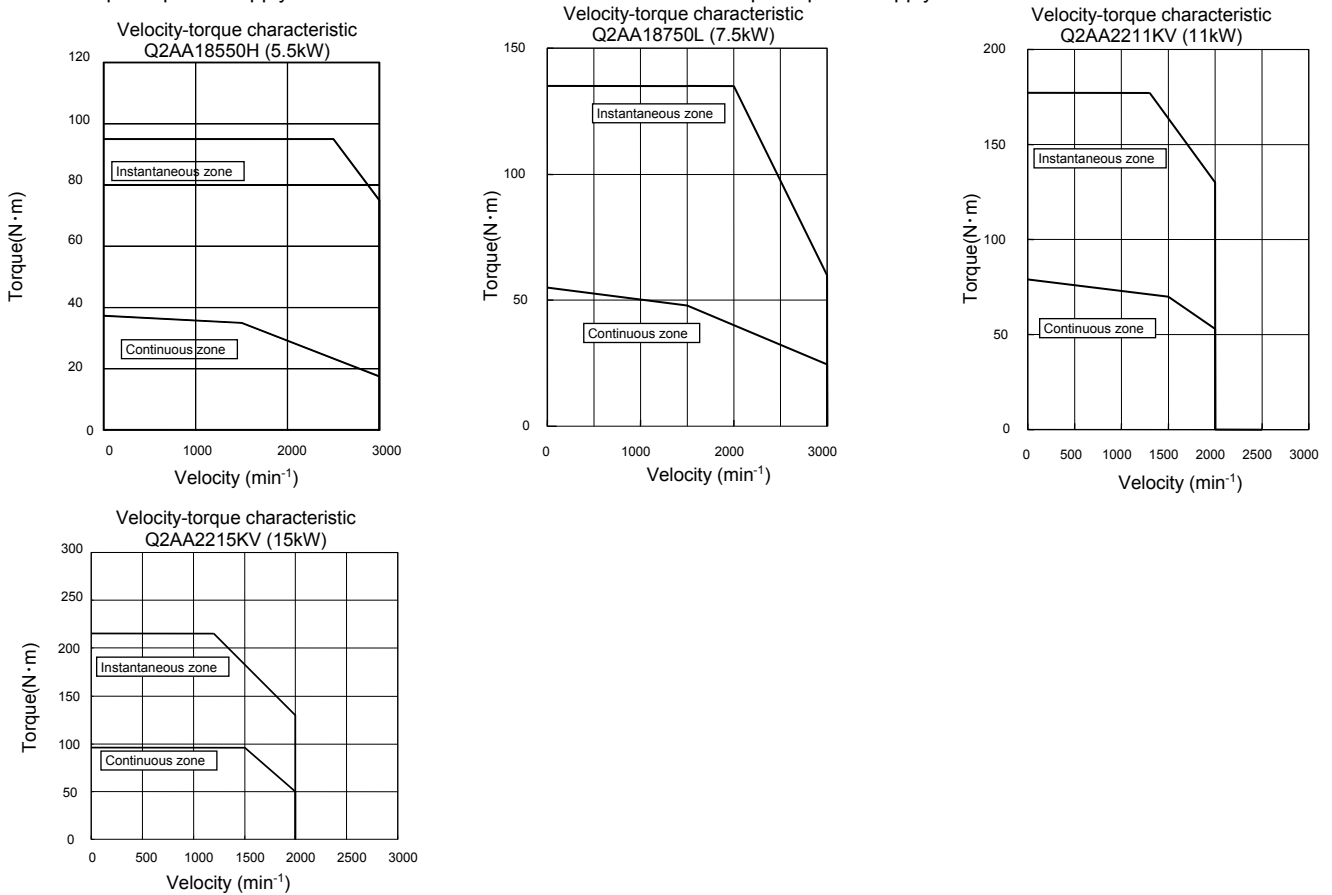 Velocity-torque characteristic
Q2AA18550H (5.5kW)
120
100
80
60
40
20
0
Torque(N·m)
Instantaneous zone
Continuous zone
0 1000 2000 3000
Velocity (min-1)
Velocity-torque characteristic
Q2AA18750L (7.5kW)
150
100
50
0
Torque(N·m)
Instantaneous zone
Continuous zone
0 1000 2000 3000
Velocity (min-1)
Velocity-torque characteristic
Q2AA2211KV (11kW)
200
150
100
50
0
Torque(N·m)
Instantaneous zone
Continuous zone
0 500 1000 1500 2000 2500 3000
Velocity (min-1)
Velocity-torque characteristic
Q2AA2215KV (15kW)
300
250
200
150
100
50
0
Torque(N·m)
Instantaneous zone
Continuous zone
0 500 1000 1500 2000 2500 3000
Velocity (min-1)